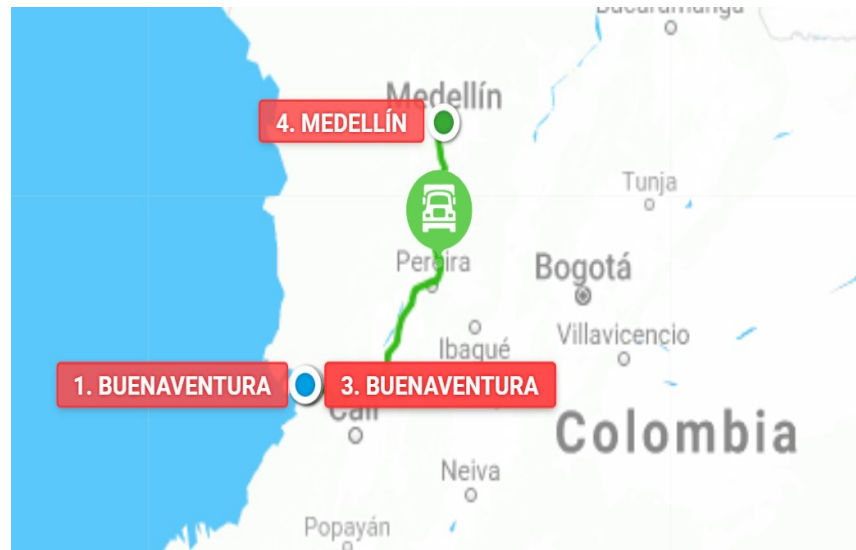 Bucaramanga
Medellín
4. MEDELLÍN
Tunja
Pereira
Bogotá
Ibagué
Villavicencio
1. BUENAVENTURA
3. BUENAVENTURA
Cali
Colombia
Neiva
Popayán